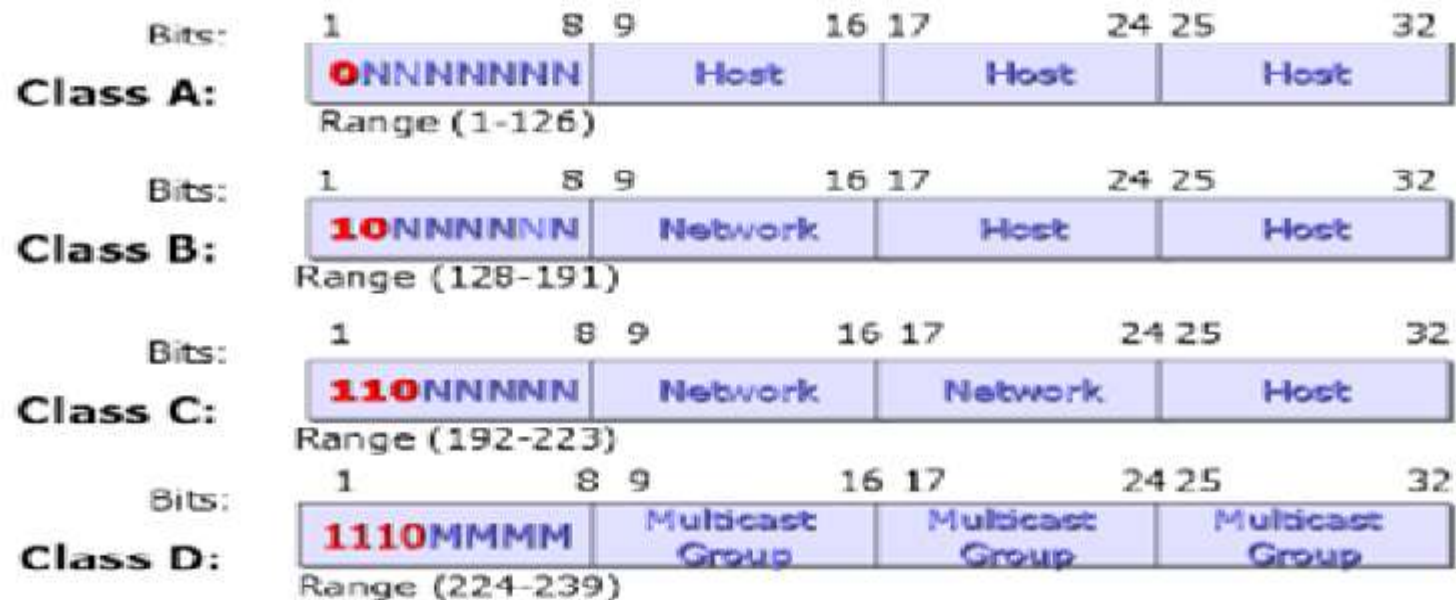 Bits: 1 8 9 16 17 24 25 32
Class A: 0NNNNNNN Host Host Host
Range (1-126)
Bits: 1 8 9 16 17 24 25 32
Class B: 10NNNNNN Network Host Host
Range (128-191)
Bits: 1 8 9 16 17 24 25 32
Class C: 110NNNNN Network Network Host
Range (192-223)
Bits: 1 8 9 16 17 24 25 32
Class D: 1110MMMM Multicast Group Multicast Group Multicast Group
Range (224-239)